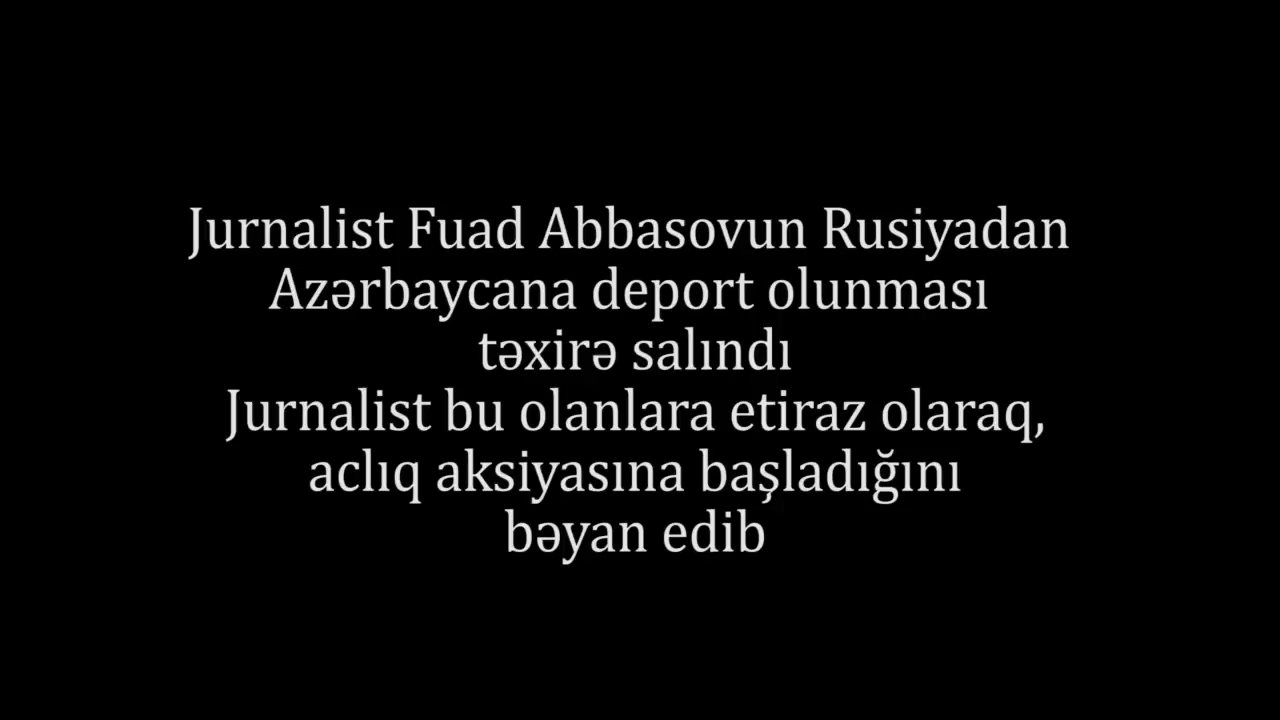 Jurnalist Fuad Abbasovun Rusiyadan
Azərbaycana deport olunması
təxirə salındı
Jurnalist bu olanlara etiraz olaraq,
aclıq aksiyasına başladığını
bəyan edib